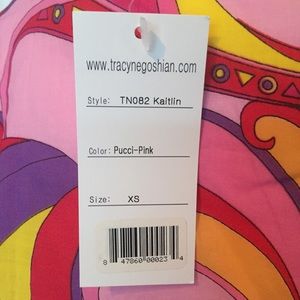 www.tracynegoshian.com
Style: TN082 Kaitlin
Color: Pucci-Pink
Size: XS
8 47860 00023 4